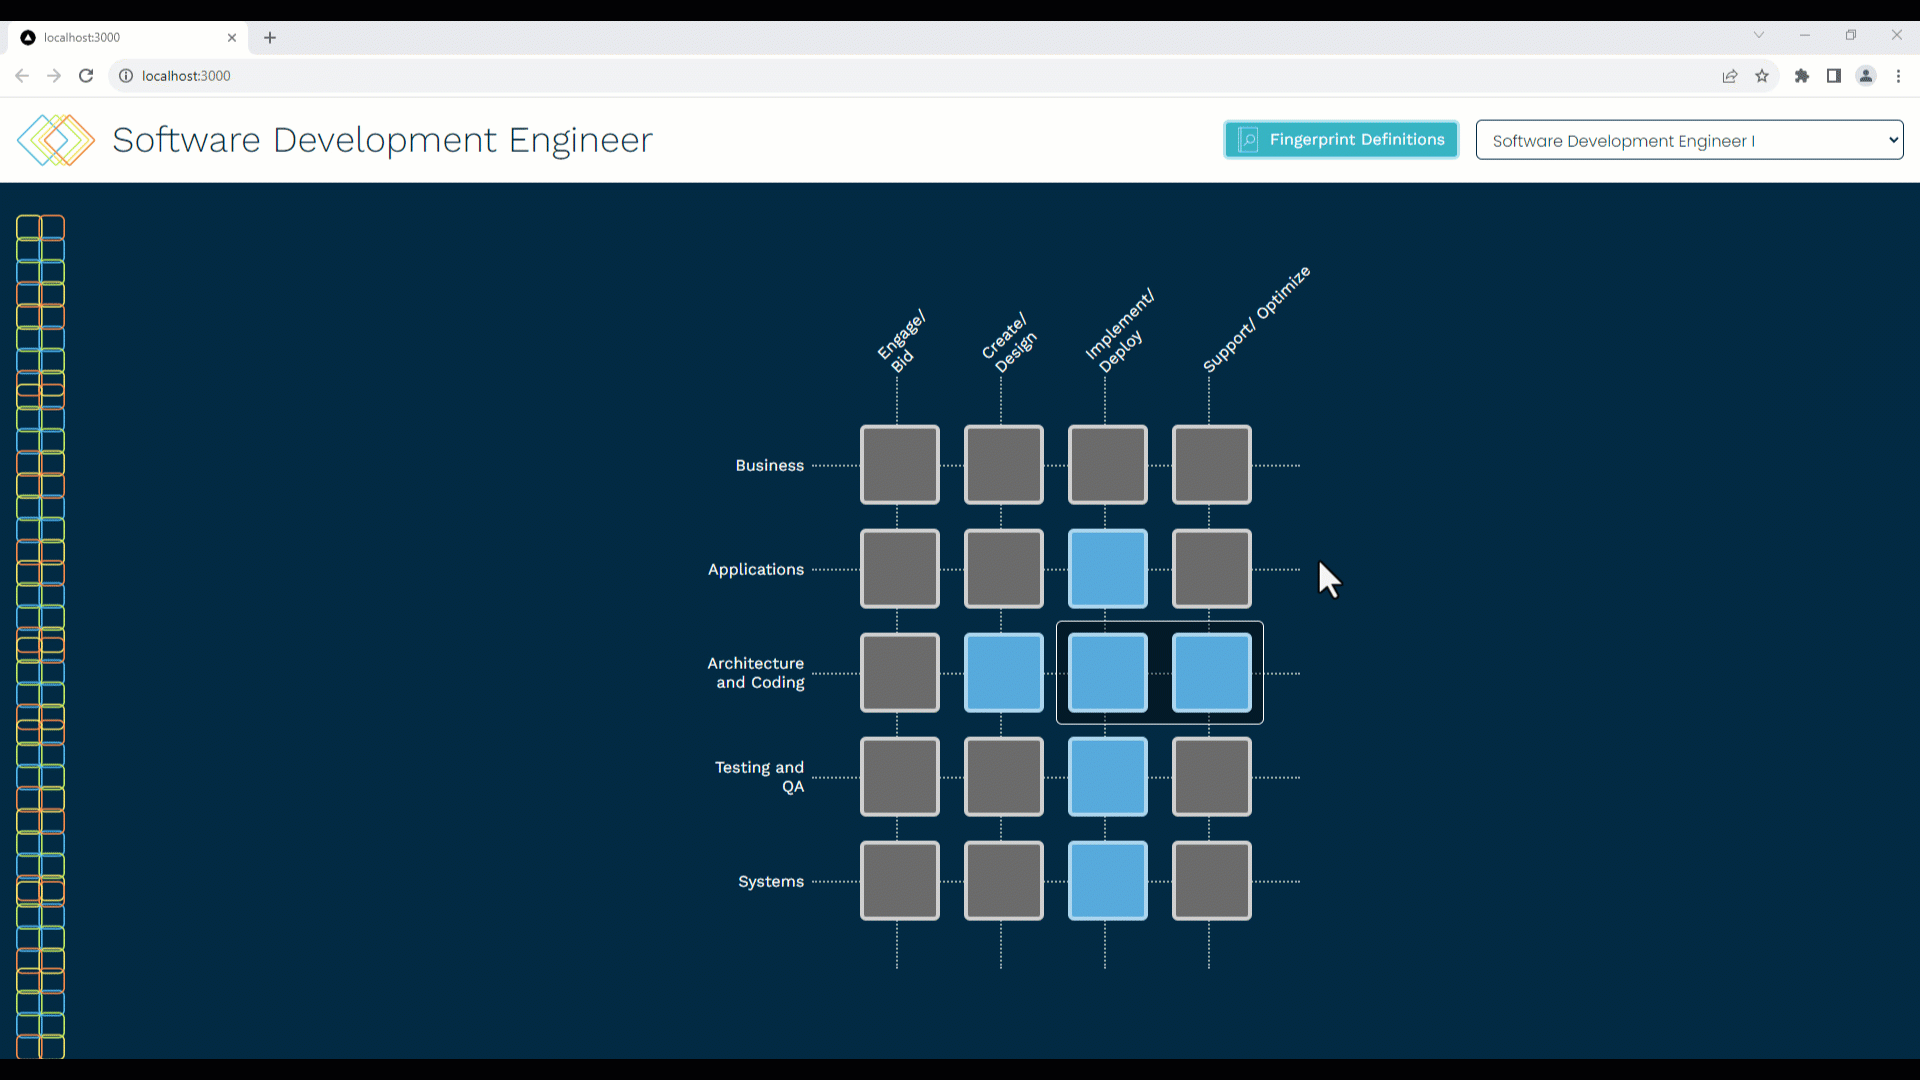 localhost:3000
localhost:3000
Software Development Engineer
Fingerprint Definitions
Software Development Engineer I
Engage/
Bid
Create/
Design
Implement/
Deploy
Support/ Optimize
Business
Applications
Architecture
and Coding
Testing and
QA
Systems